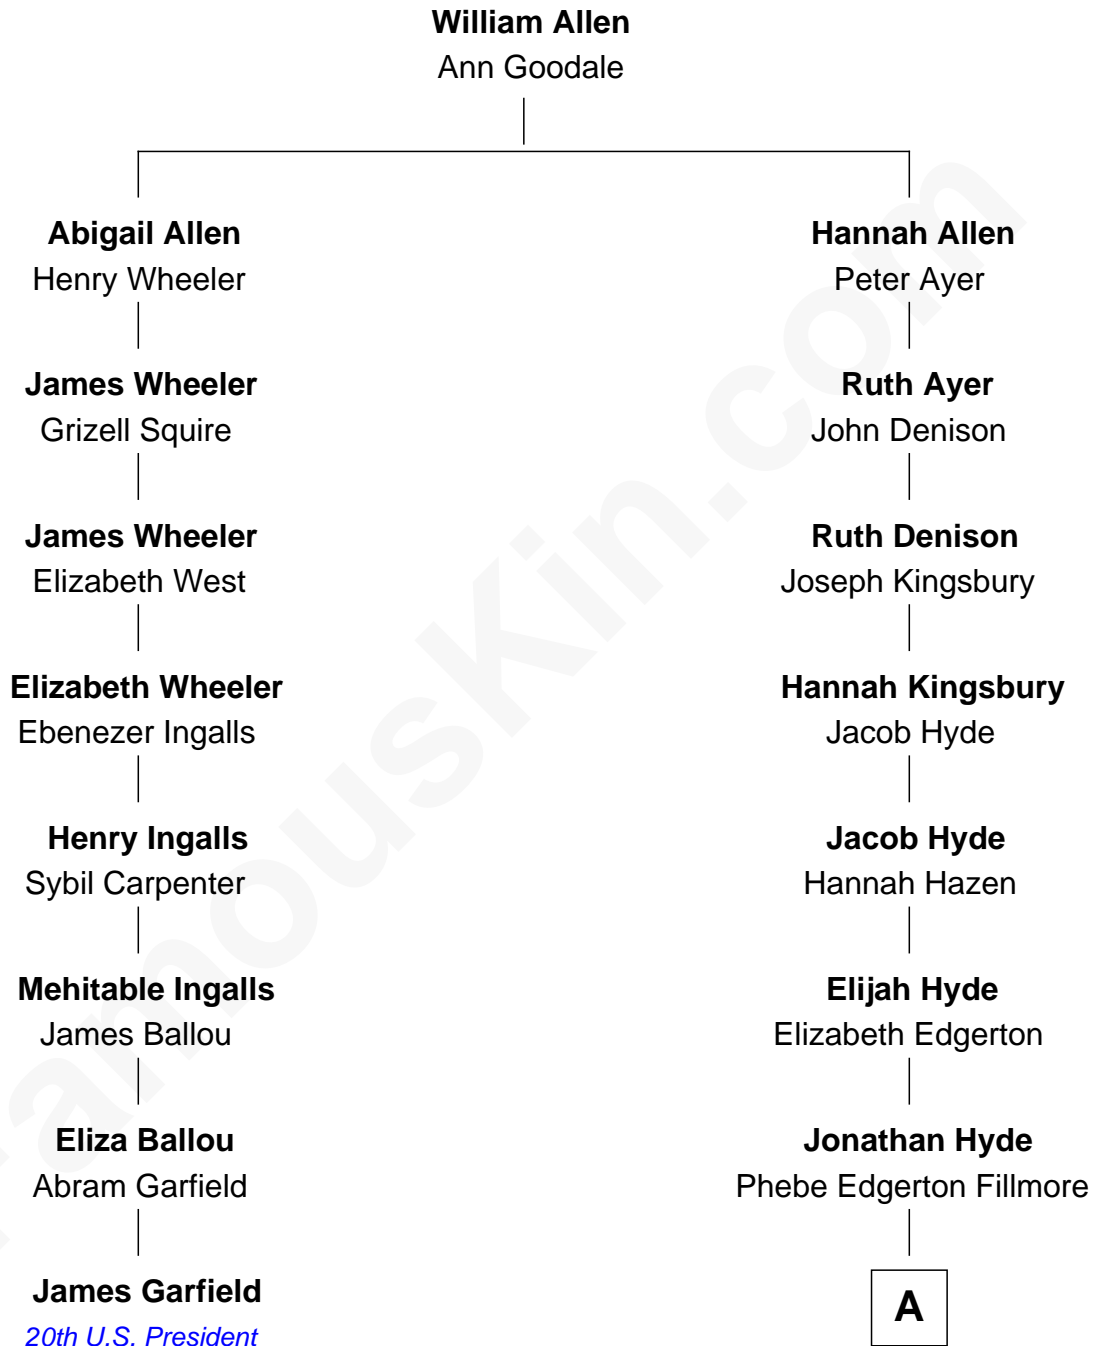 William Allen
Ann Goodale
Abigail Allen
Henry Wheeler
James Wheeler
Grizell Squire
James Wheeler
Elizabeth West
Elizabeth Wheeler
Ebenezer Ingalls
Henry Ingalls
Sybil Carpenter
Mehitable Ingalls
James Ballou
Eliza Ballou
Abram Garfield
James Garfield
20th U.S. President
Hannah Allen
Peter Ayer
Ruth Ayer
John Denison
Ruth Denison
Joseph Kingsbury
Hannah Kingsbury
Jacob Hyde
Jacob Hyde
Hannah Hazen
Elijah Hyde
Elizabeth Edgerton
Jonathan Hyde
Phebe Edgerton Fillmore
A
FamousKin.com